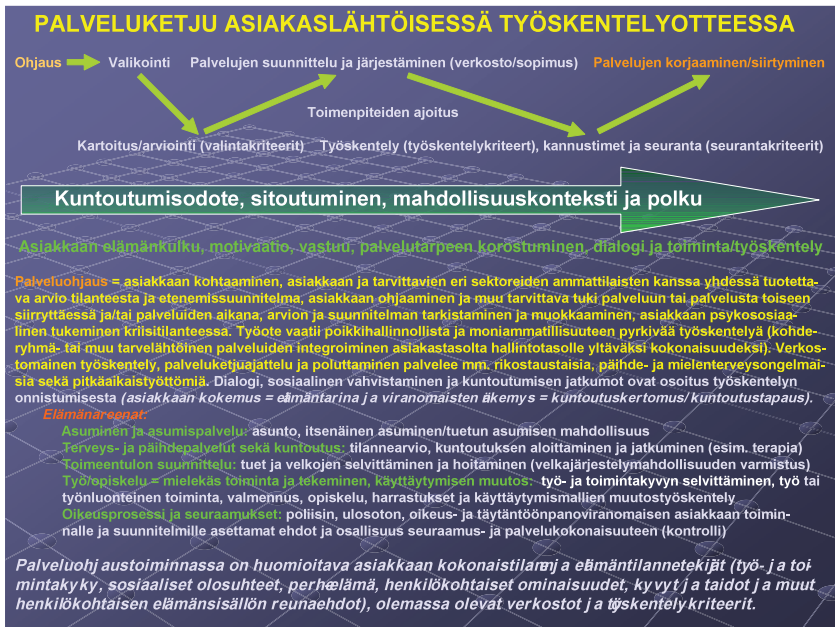 PALVELUKETJU ASIAKASLÄHTÖISESSÄ TYÖSKENTELYOTTEESSA
Ohjaus Valikointi Palvelujen suunnittelu ja järjestäminen (verkosto/sopimus) Palvelujen korjaaminen/siirtyminen
Toimenpiteiden ajoitus
Kartoitus/arviointi (valintakriteerit) Työskentely (työskentelykriteert), kannustimet ja seuranta (seurantakriteerit)
Kuntoutumisodote, sitoutuminen, mahdollisuuskonteksti ja polku
Asiakkaan elämänkulku, motivaatio, vastuu, palvelutarpeen korostuminen, dialogi ja toiminta/työskentely
Palveluohjaus = asiakkaan kohtaaminen, asiakkaan ja tarvittavien eri sektoreiden ammattilaisten kanssa yhdessä tuotetta-
va arvio tilanteesta ja etenemissuunnitelma, asiakkaan ohjaaminen ja muu tarvittava tuki palveluun tai palvelusta toiseen
siirryttäessä ja/tai palveluiden aikana, arvion ja suunnitelman tarkistaminen ja muokkaaminen, asiakkaan psykososiaa-
linen tukeminen kriisitilanteessa. Työote vaatii poikkihallinnollista ja moniammatillisuuteen pyrkivää työskentelyä (kohde-
ryhmä- tai muu tarvelähtöinen palveluiden integroiminen asiakastasolta hallintotasolle yltäväksi kokonaisuudeksi). Verkos-
tomainen työskentely, palveluketjuajattelu ja poluttaminen palvelee mm. rikostaustaisia, päihde- ja mielenterveysongelmai-
sia sekä pitkäaikaistyöttömiä. Dialogi, sosiaalinen vahvistaminen ja kuntoutumisen jatkumot ovat osoitus työskentelyn
onnistumisesta (asiakkaan kokemus = elämäntarina ja viranomaisten näkemys = kuntoutuskertomus/kuntoutustapaus).
Elämänareenat:
Asuminen ja asumispalvelu: asunto, itsenäinen asuminen/tuetun asumisen mahdollisuus
Terveys- ja päihdepalvelut sekä kuntoutus: tilannearvio, kuntoutuksen aloittaminen ja jatkuminen (esim. terapia)
Toimeentulon suunnittelu: tuet ja velkojen selvittäminen ja hoitaminen (velkajärjestelymahdollisuuden varmistus)
Työ/opiskelu = mielekäs toiminta ja tekeminen, käyttäytymisen muutos: työ- ja toimintakyvyn selvittäminen, työ tai
työnluonteinen toiminta, valmennus, opiskelu, harrastukset ja käyttäytymismallien muutostyöskentely
Oikeusprosessi ja seuraamukset: poliisin, ulosoton, oikeus- ja täytäntöönpanoviranomaisen asiakkaan toimin-
nalle ja suunnitelmille asettamat ehdot ja osallisuus seuraamus- ja palvelukokonaisuuteen (kontrolli)
Palveluohjaustoiminnassa on huomioitava asiakkaan kokonaistilanne ja elämäntilannetekijät (työ- ja toi-
mintakyky, sosiaaliset olosuhteet, perhe-elämä, henkilökohtaiset ominaisuudet, kyvyt ja taidot ja muut
henkilökohtaisen elämänsisällön reunaehdot), olemassa olevat verkostot ja työskentelykriteerit.